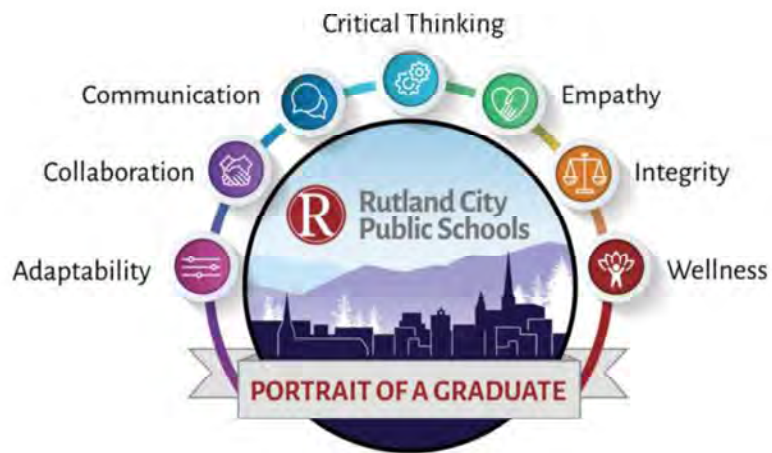 Critical Thinking
Communication
Empathy
Collaboration
Integrity
Adaptability
Wellness
R
Rutland City
Public Schools
PORTRAIT OF A GRADUATE